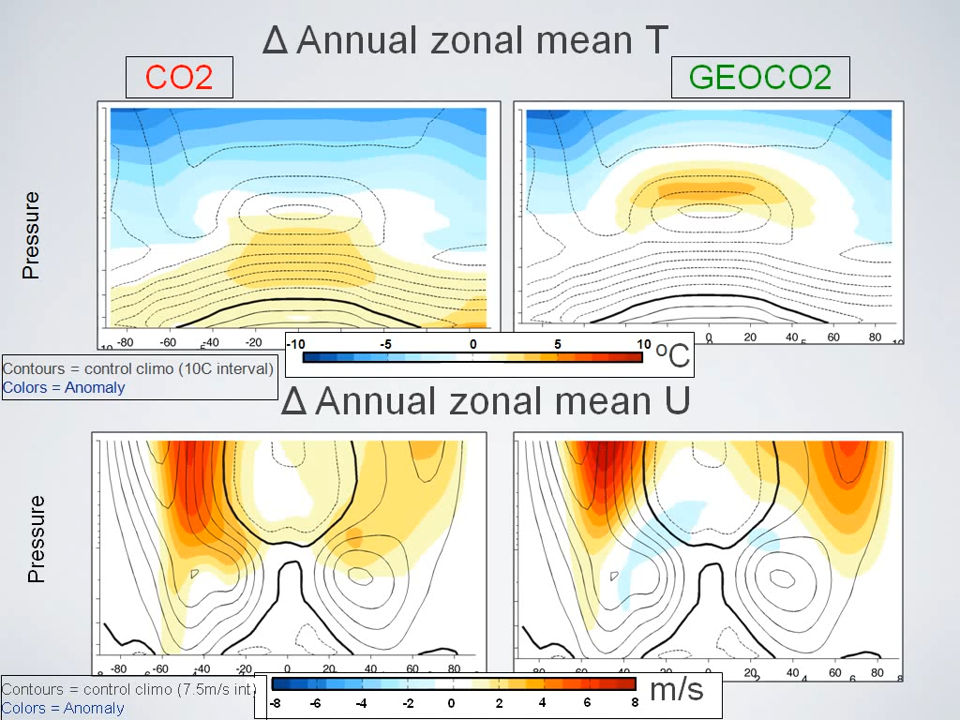 Δ Annual zonal mean T
CO2
GEOCO2
Pressure
-80 -60 -40 -20
0 20 40 60 80
-10 -5 0 5 10 ºC
Contours = control climo (10C interval)
Colors = Anomaly
Δ Annual zonal mean U
Pressure
-80 -60 -40 -20 0 20 40 60 80
-80 -60 -40 -20 0 20 40 60 80
Contours = control climo (7.5m/s int)
Colors = Anomaly
-8 -6 -4 -2 0 2 4 6 8 m/s